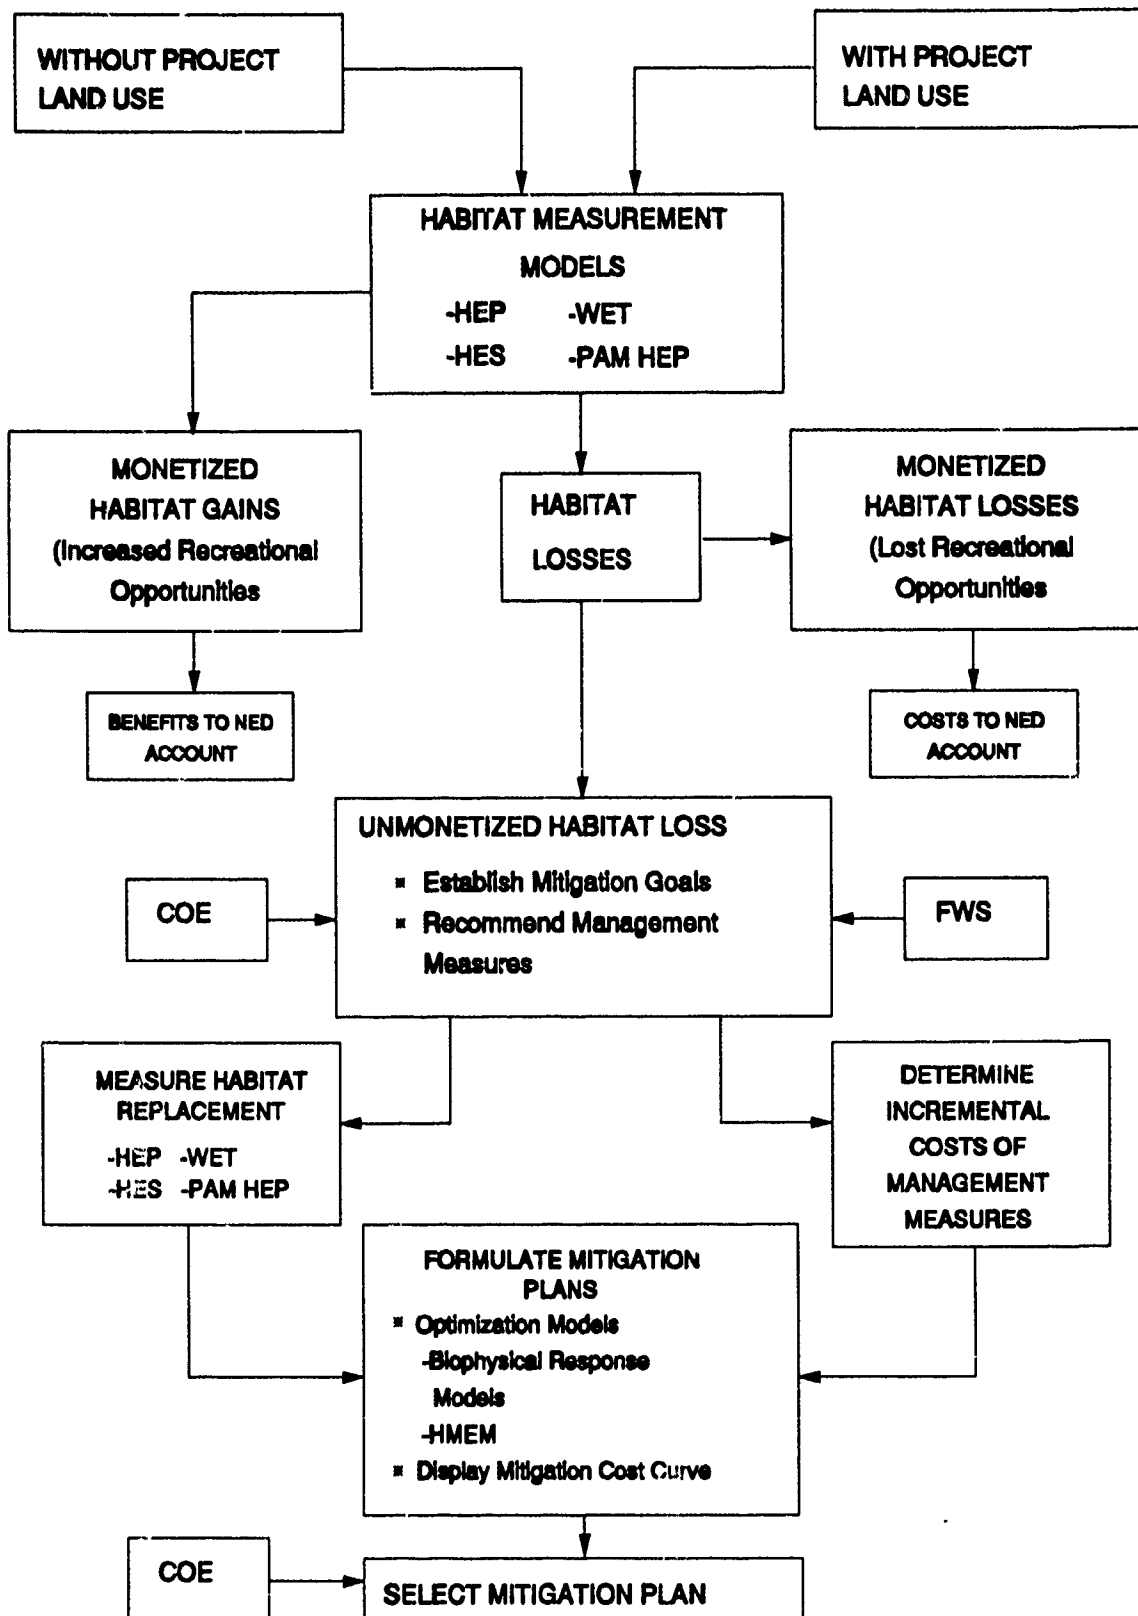 WITHOUT PROJECT
LAND USE
WITH PROJECT
LAND USE
HABITAT MEASUREMENT
MODELS
-HEP -WET
-HES -PAM HEP
MONETIZED
HABITAT GAINS
(Increased Recreational
Opportunities
HABITAT
LOSSES
MONETIZED
HABITAT LOSSES
(Lost Recreational
Opportunities
BENEFITS TO NED
ACCOUNT
COSTS TO NED
ACCOUNT
UNMONETIZED HABITAT LOSS
* Establish Mitigation Goals
* Recommend Management
Measures
COE
FWS
MEASURE HABITAT
REPLACEMENT
-HEP -WET
-HES -PAM HEP
DETERMINE
INCREMENTAL
COSTS OF
MANAGEMENT
MEASURES
FORMULATE MITIGATION
PLANS
* Optimization Models
-Biophysical Response
Models
-HMEM
* Display Mitigation Cost Curve
COE
SELECT MITIGATION PLAN